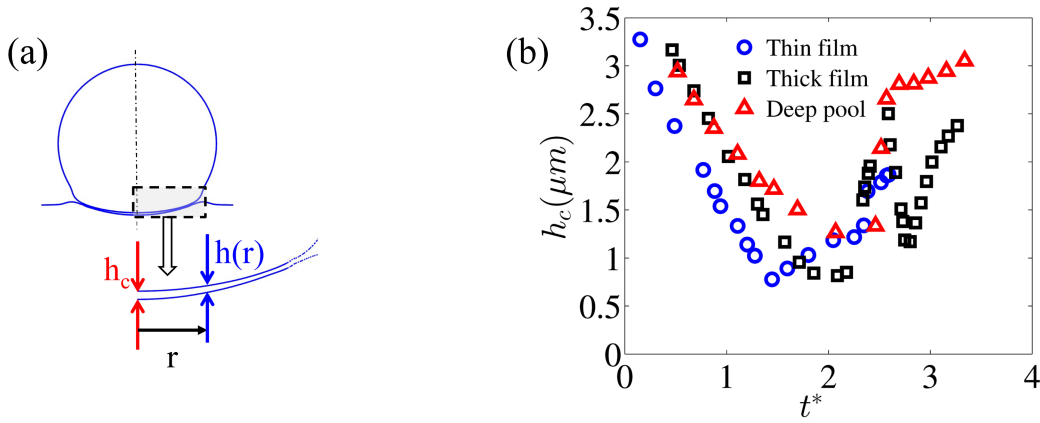 (a)
h_c
h(r)
r
(b)
h_c(μm)
3.5
3
2.5
2
1.5
1
0.5
0
Thin film
Thick film
Deep pool
0 1 2 3 4
t*